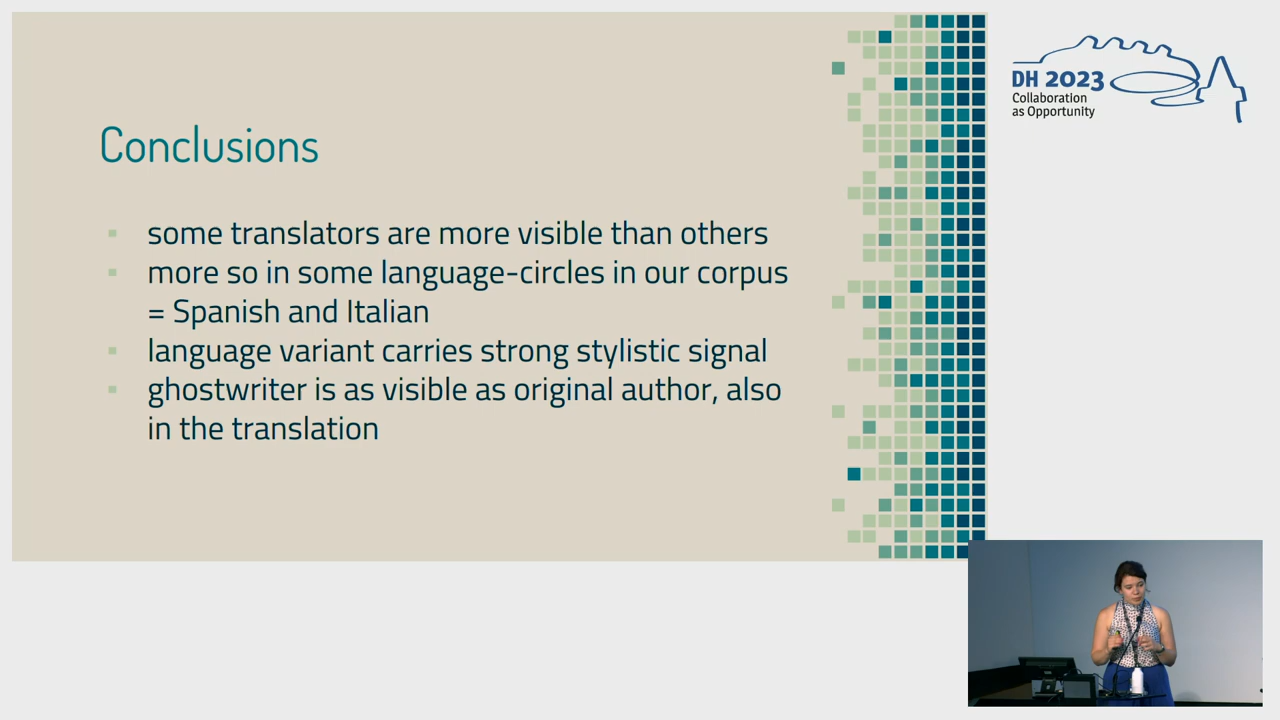 Conclusions
some translators are more visible than others
more so in some language-circles in our corpus
= Spanish and Italian
language variant carries strong stylistic signal
ghostwriter is as visible as original author, also
in the translation
DH 2023
Collaboration
as Opportunity